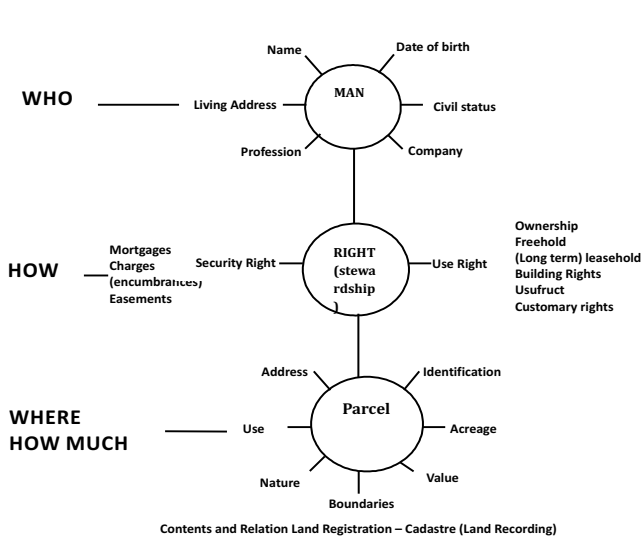 Name
Date of birth
MAN
WHO
Living Address
Civil status
Profession
Company
Ownership
Freehold
(Long term) leasehold
Building Rights
Usufruct
Customary rights
HOW
Mortgages
Charges
(encumbrances)
Easements
Security Right
RIGHT
(stewa
rdship
)
Use Right
Address
Identification
Parcel
WHERE
HOW MUCH
Use
Acreage
Nature
Value
Boundaries
Contents and Relation Land Registration – Cadastre (Land Recording)